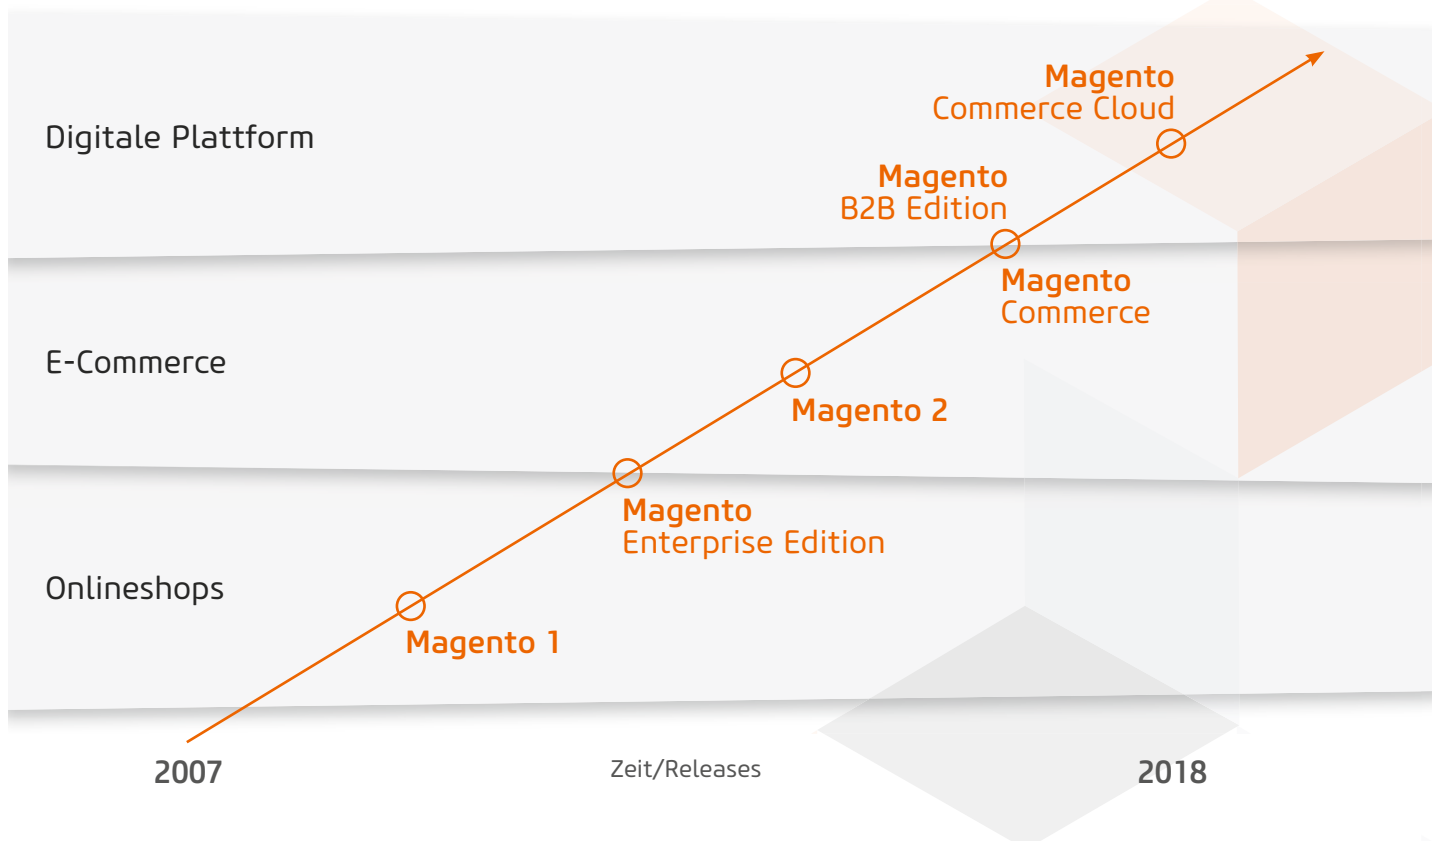 Magento
Commerce Cloud
Digitale Plattform
Magento
B2B Edition
Magento
Commerce
E-Commerce
Magento 2
Magento
Enterprise Edition
Onlineshops
Magento 1
2007
Zeit/Releases
2018